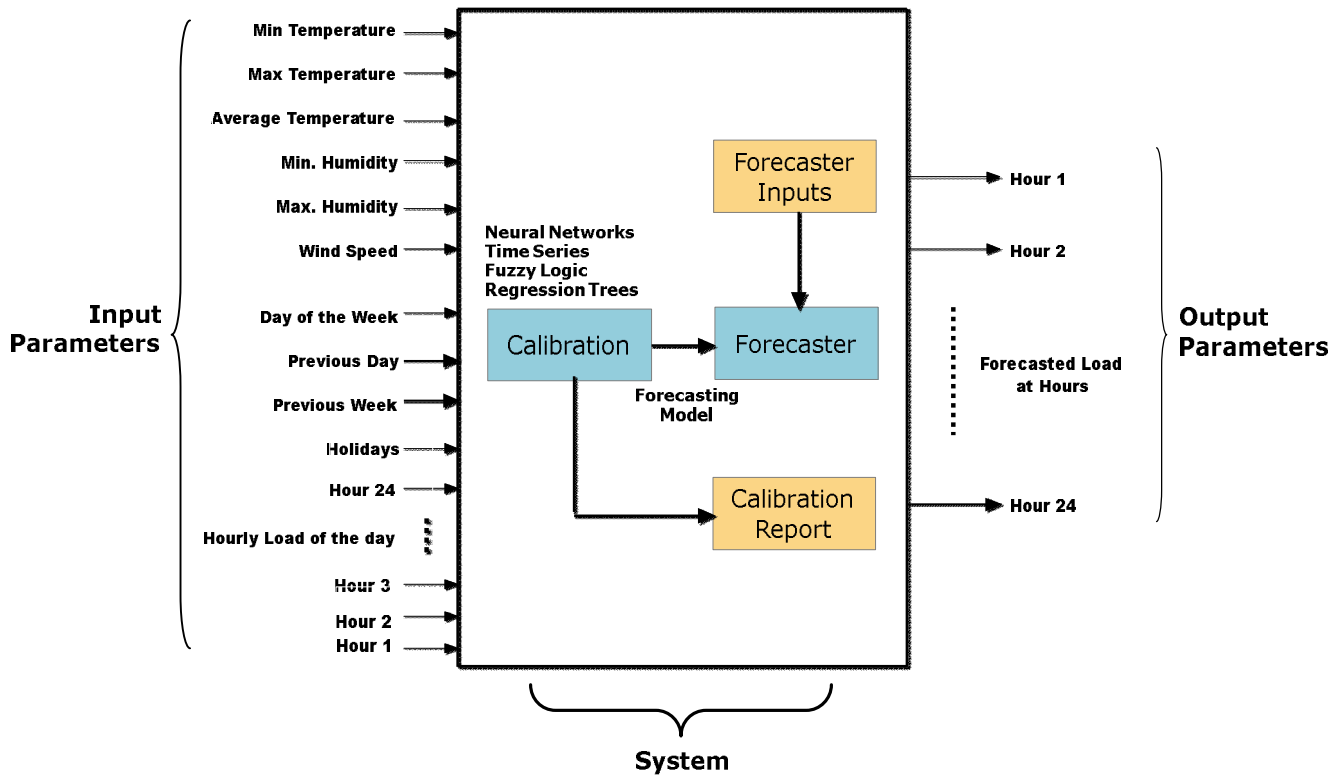 Min Temperature
Max Temperature
Average Temperature
Min. Humidity
Max. Humidity
Wind Speed
Day of the Week
Previous Day
Previous Week
Holidays
Hour 24
Hourly Load of the day
Hour 3
Hour 2
Hour 1
Input
Parameters
Neural Networks
Time Series
Fuzzy Logic
Regression Trees
Calibration
Forecasting
Model
Forecaster
Inputs
Forecaster
Calibration
Report
System
Hour 1
Hour 2
Forecasted Load
at Hours
Hour 24
Output
Parameters